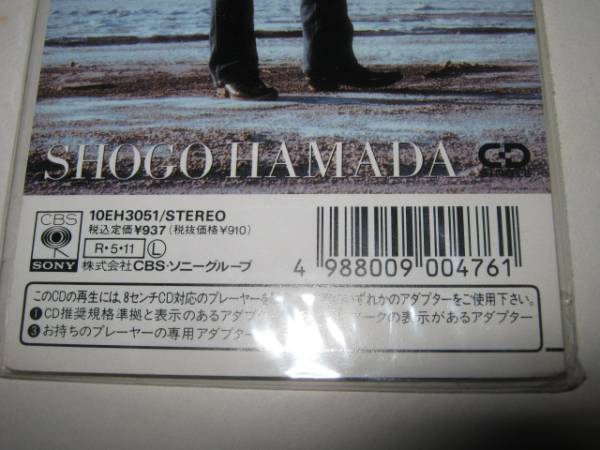 SHOGO HAMADA CD
CBS
SONY
10EH3051/STEREO
税込定価¥937(税抜価格¥910)
R・5・11 L
株式会社CBS・ソニーグループ
4 988009 004761
このCDの再生には、8センチCD対応のプレーヤーを いずれかのアダプターをご使用下さい。
❶CD推奨規格準拠と表示のあるアダプタ マークの表示があるアダプター
❸お持ちのプレーヤーの専用アダプター